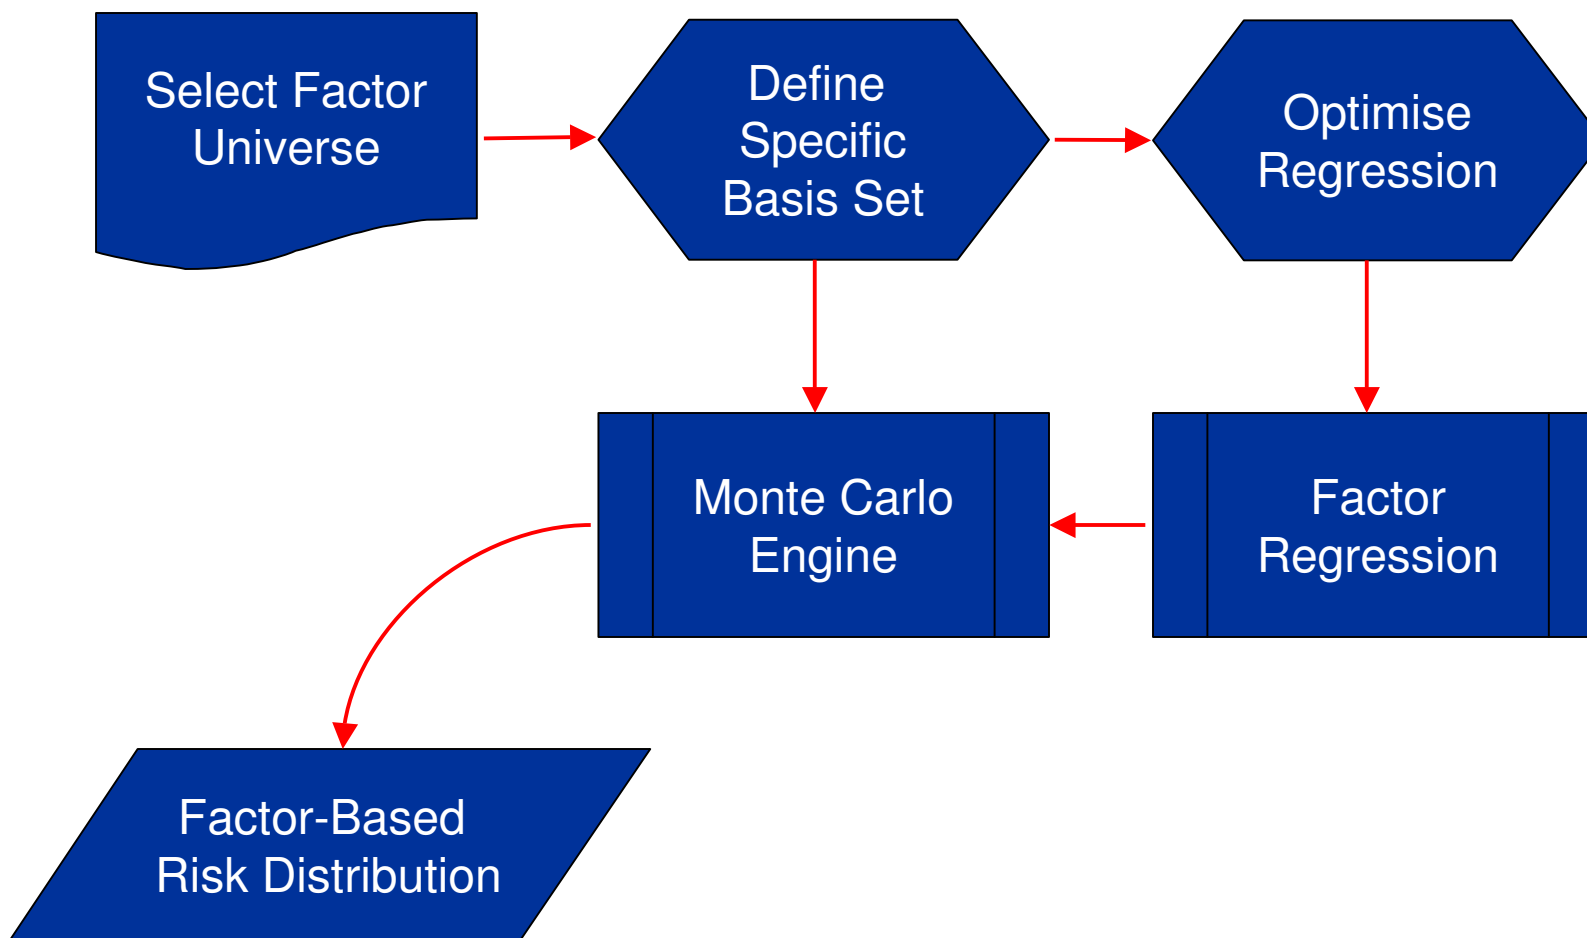 Select Factor
Universe
Define
Specific
Basis Set
Optimise
Regression
Monte Carlo
Engine
Factor
Regression
Factor-Based
Risk Distribution